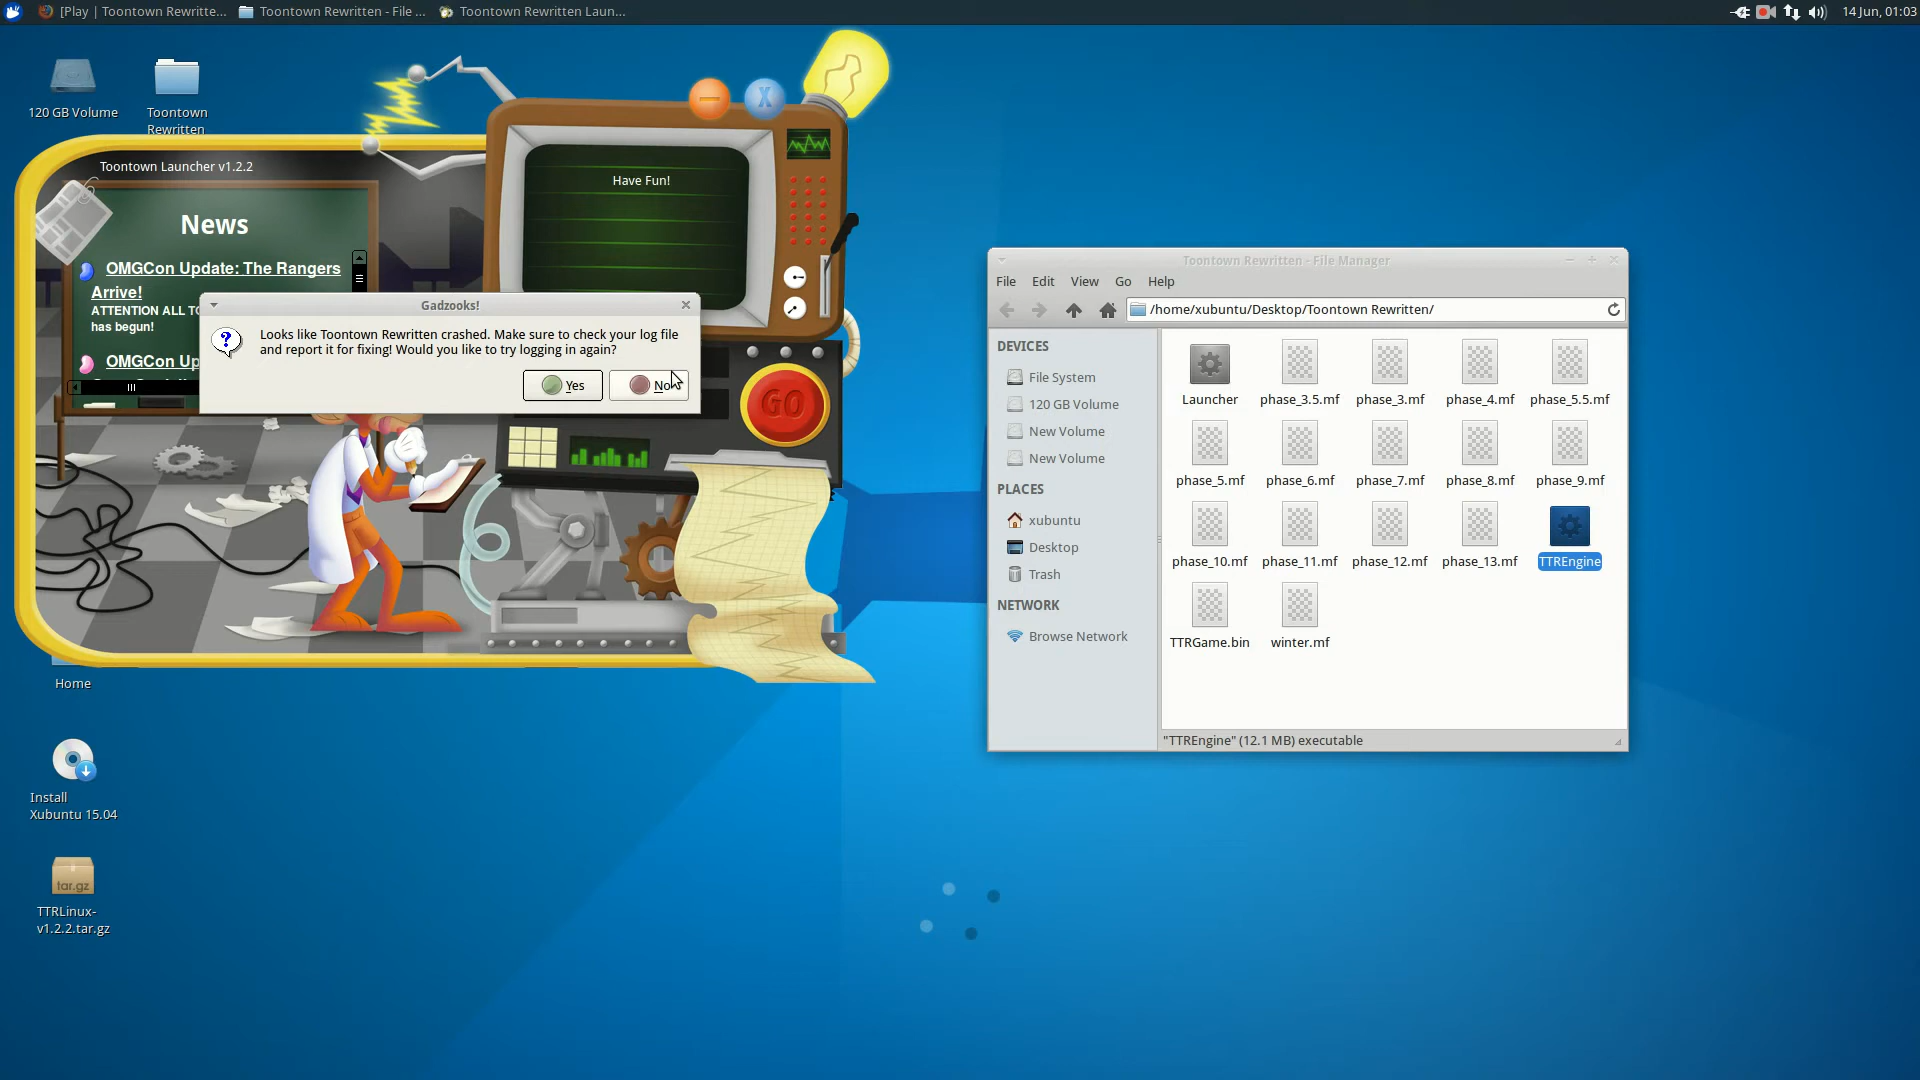 [Play | Toontown Rewritte...
Toontown Rewritten - File ...
Toontown Rewritten Laun...
14 Jun, 01:03
120 GB Volume
Toontown
Rewritten
Toontown Launcher v1.2.2
Have Fun!
News
OMGCon Update: The Rangers
Arrive!
ATTENTION ALL TO
has begun!
OMGCon Up
Gadzooks!
Looks like Toontown Rewritten crashed. Make sure to check your log file
and report it for fixing! Would you like to try logging in again?
Yes
No
GO
X
Home
Install
Xubuntu 15.04
tar.gz
TTRLinux-
v1.2.2.tar.gz
Toontown Rewritten - File Manager
File Edit View Go Help
/home/xubuntu/Desktop/Toontown Rewritten/
DEVICES
File System
120 GB Volume
New Volume
New Volume
PLACES
xubuntu
Desktop
Trash
NETWORK
Browse Network
Launcher phase_3.5.mf phase_3.mf phase_4.mf phase_5.5.mf
phase_5.mf phase_6.mf phase_7.mf phase_8.mf phase_9.mf
phase_10.mf phase_11.mf phase_12.mf phase_13.mf TTREngine
TTRGame.bin winter.mf
"TTREngine" (12.1 MB) executable